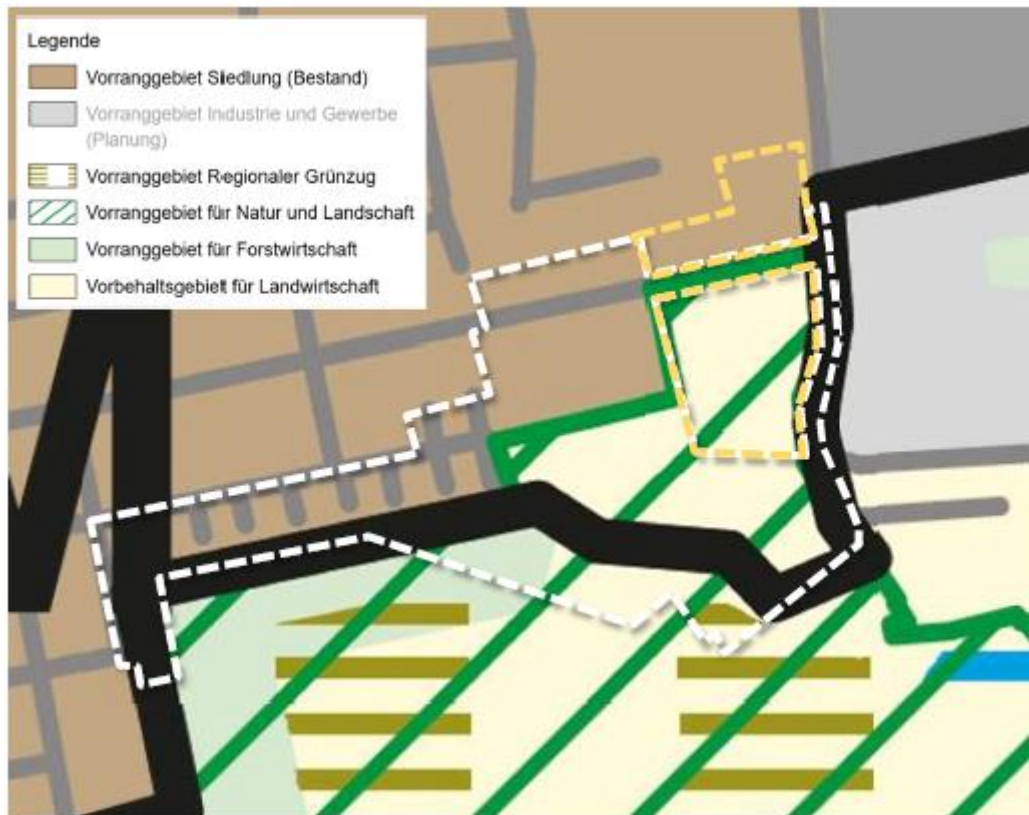 Legende
Vorranggebiet Siedlung (Bestand)
Vorranggebiet Industrie und Gewerbe
(Planung)
Vorranggebiet Regionaler Grünzug
Vorranggebiet für Natur und Landschaft
Vorranggebiet für Forstwirtschaft
Vorbehaltsgebiet für Landwirtschaft